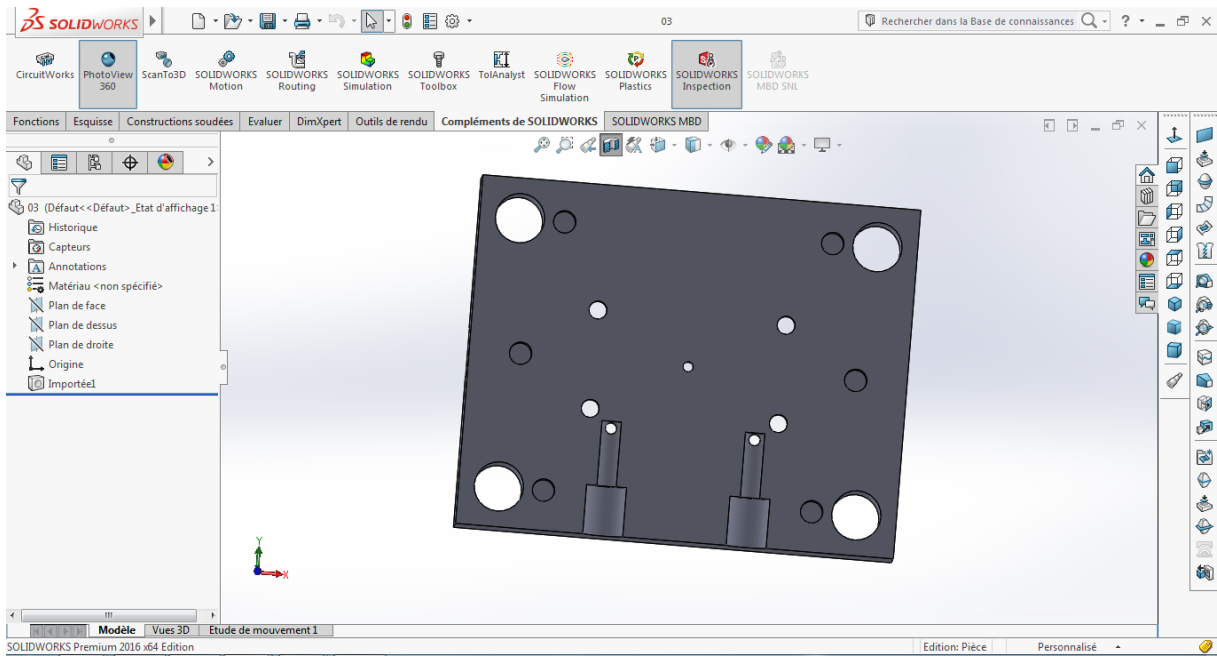 3S SOLIDWORKS
03
Rechercher dans la Base de connaissances
?
CircuitWorks
PhotoView
360
ScanTo3D
SOLIDWORKS
Motion
SOLIDWORKS
Routing
SOLIDWORKS
Simulation
SOLIDWORKS
Toolbox
TolAnalyst
SOLIDWORKS
Flow
Simulation
SOLIDWORKS
Plastics
SOLIDWORKS
Inspection
SOLIDWORKS
MBD SNL
Fonctions Esquisse Constructions soudées Evaluer DimXpert Outils de rendu Compléments de SOLIDWORKS SOLIDWORKS MBD
03 (Défaut<<Défaut>_Etat d'affichage 1
Historique
Capteurs
Annotations
Matériau <non spécifié>
Plan de face
Plan de dessus
Plan de droite
Origine
Importée1
Y
X
Modèle Vues 3D Etude de mouvement 1
SOLIDWORKS Premium 2016 x64 Edition
Edition: Pièce
Personnalisé